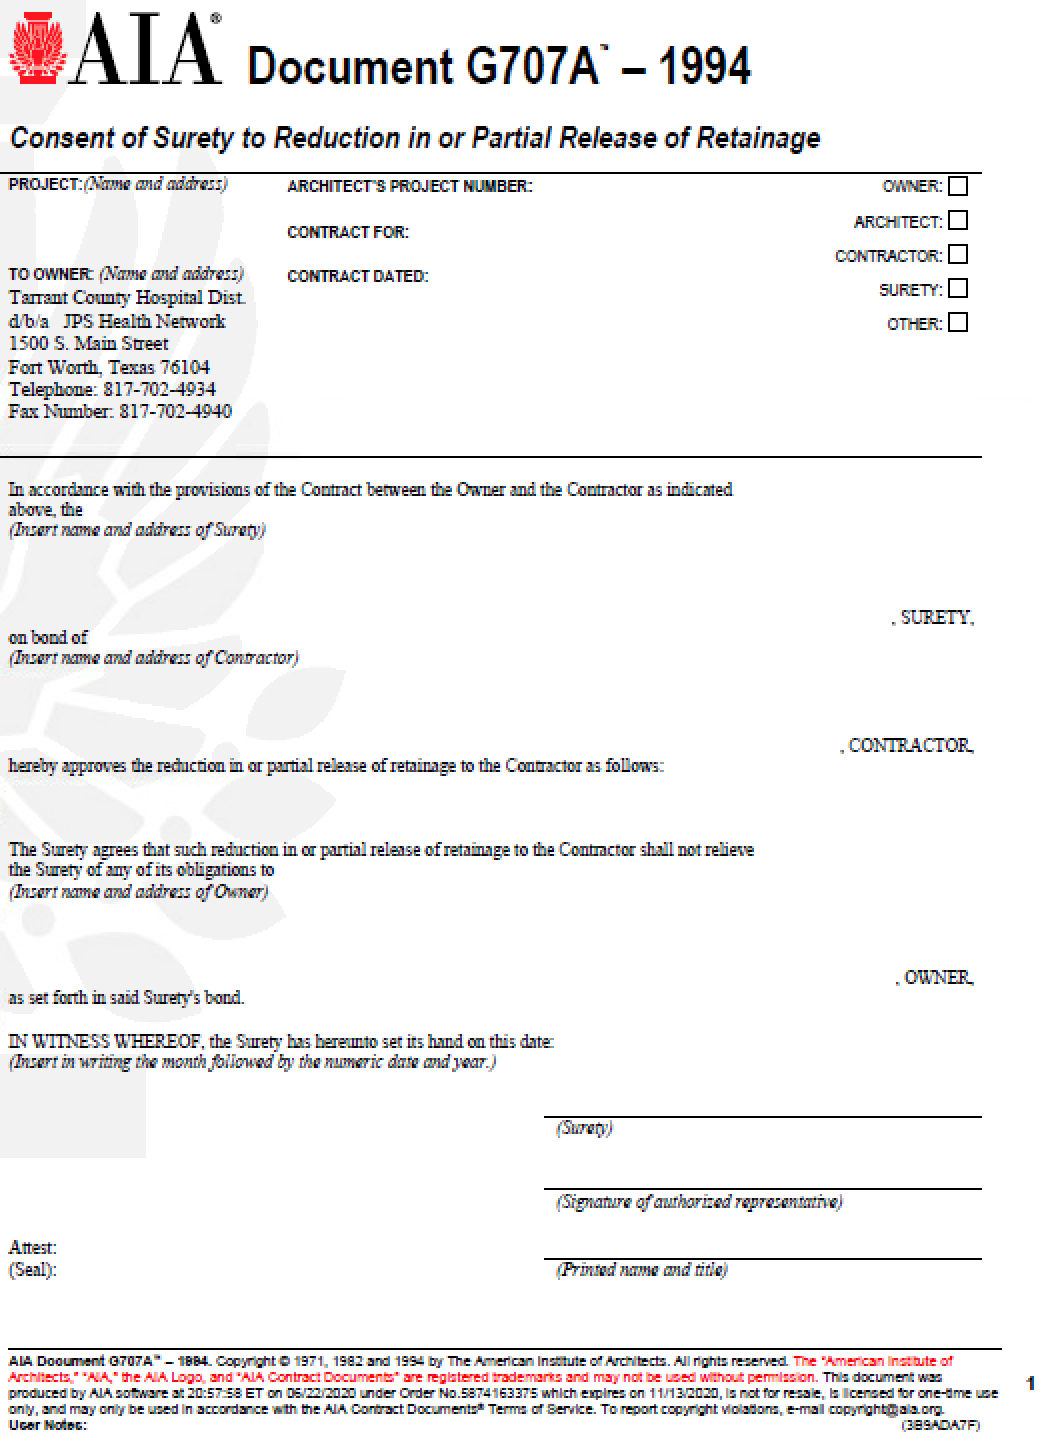 AIA® Document G707A™ – 1994
Consent of Surety to Reduction in or Partial Release of Retainage
PROJECT:(Name and address)
ARCHITECT'S PROJECT NUMBER:
OWNER:
CONTRACT FOR:
ARCHITECT:
CONTRACTOR:
TO OWNER: (Name and address)
CONTRACT DATED:
SURETY:
OTHER:
Tarrant County Hospital Dist.
d/b/a JPS Health Network
1500 S. Main Street
Fort Worth, Texas 76104
Telephone: 817-702-4934
Fax Number: 817-702-4940
In accordance with the provisions of the Contract between the Owner and the Contractor as indicated
above, the
(Insert name and address of Surety)
, SURETY,
on bond of
(Insert name and address of Contractor)
, CONTRACTOR,
hereby approves the reduction in or partial release of retainage to the Contractor as follows:
The Surety agrees that such reduction in or partial release of retainage to the Contractor shall not relieve
the Surety of any of its obligations to
(Insert name and address of Owner)
, OWNER,
as set forth in said Surety's bond.
IN WITNESS WHEREOF, the Surety has hereunto set its hand on this date:
(Insert in writing the month followed by the numeric date and year.)
(Surety)
(Signature of authorized representative)
Attest:
(Seal):
(Printed name and title)
AIA Document G707A™ – 1994. Copyright © 1971, 1982 and 1994 by The American Institute of Architects. All rights reserved. The "American Institute of
Architects," "AIA," the AIA Logo, and "AIA Contract Documents" are registered trademarks and may not be used without permission. This document was
produced by AIA software at 20:57:58 ET on 06/22/2020 under Order No.5874163375 which expires on 11/13/2020, is not for resale, is licensed for one-time use
only, and may only be used in accordance with the AIA Contract Documents® Terms of Service. To report copyright violations, e-mail copyright@aia.org.
User Notes:
(3B9ADA7F)
1